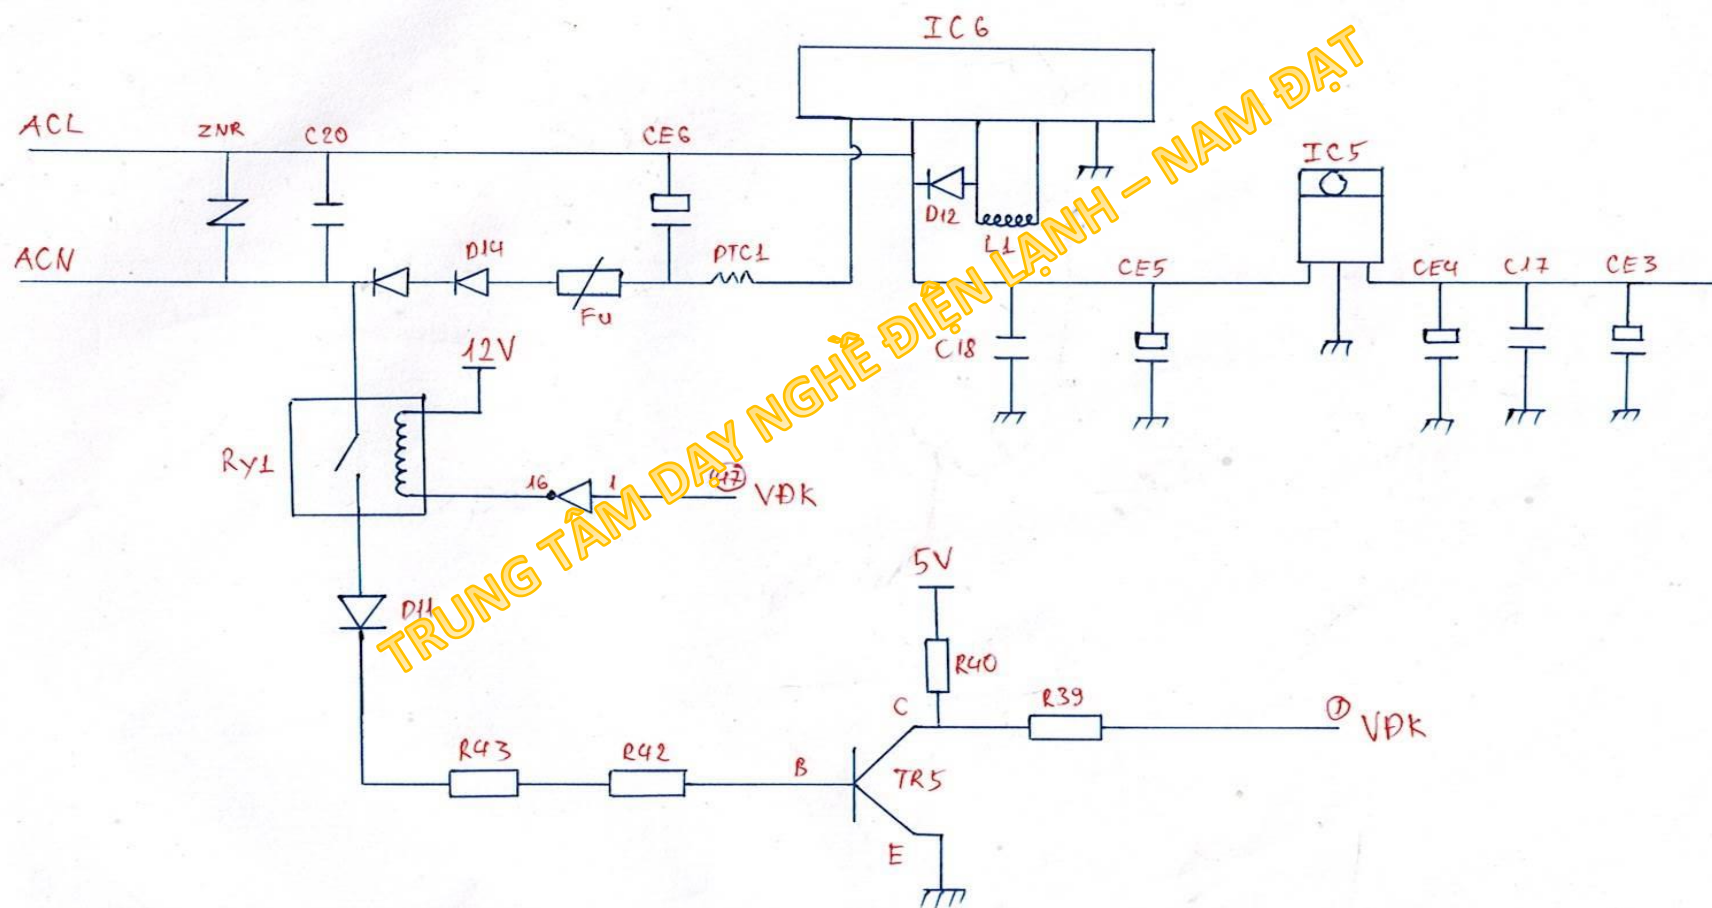 IC6
ACL
ZNR
C20
CE6
IC5
D12
L1
ACN
D14
PTC1
Fu
CE5
CE4
C17
CE3
C18
12V
Ry1
16
1
17
VĐK
TRUNG TÂM DẠY NGHỀ ĐIỆN LẠNH – NAM ĐẠT
D11
5V
R40
C
R39
1
VĐK
R43
R42
B
TR5
E